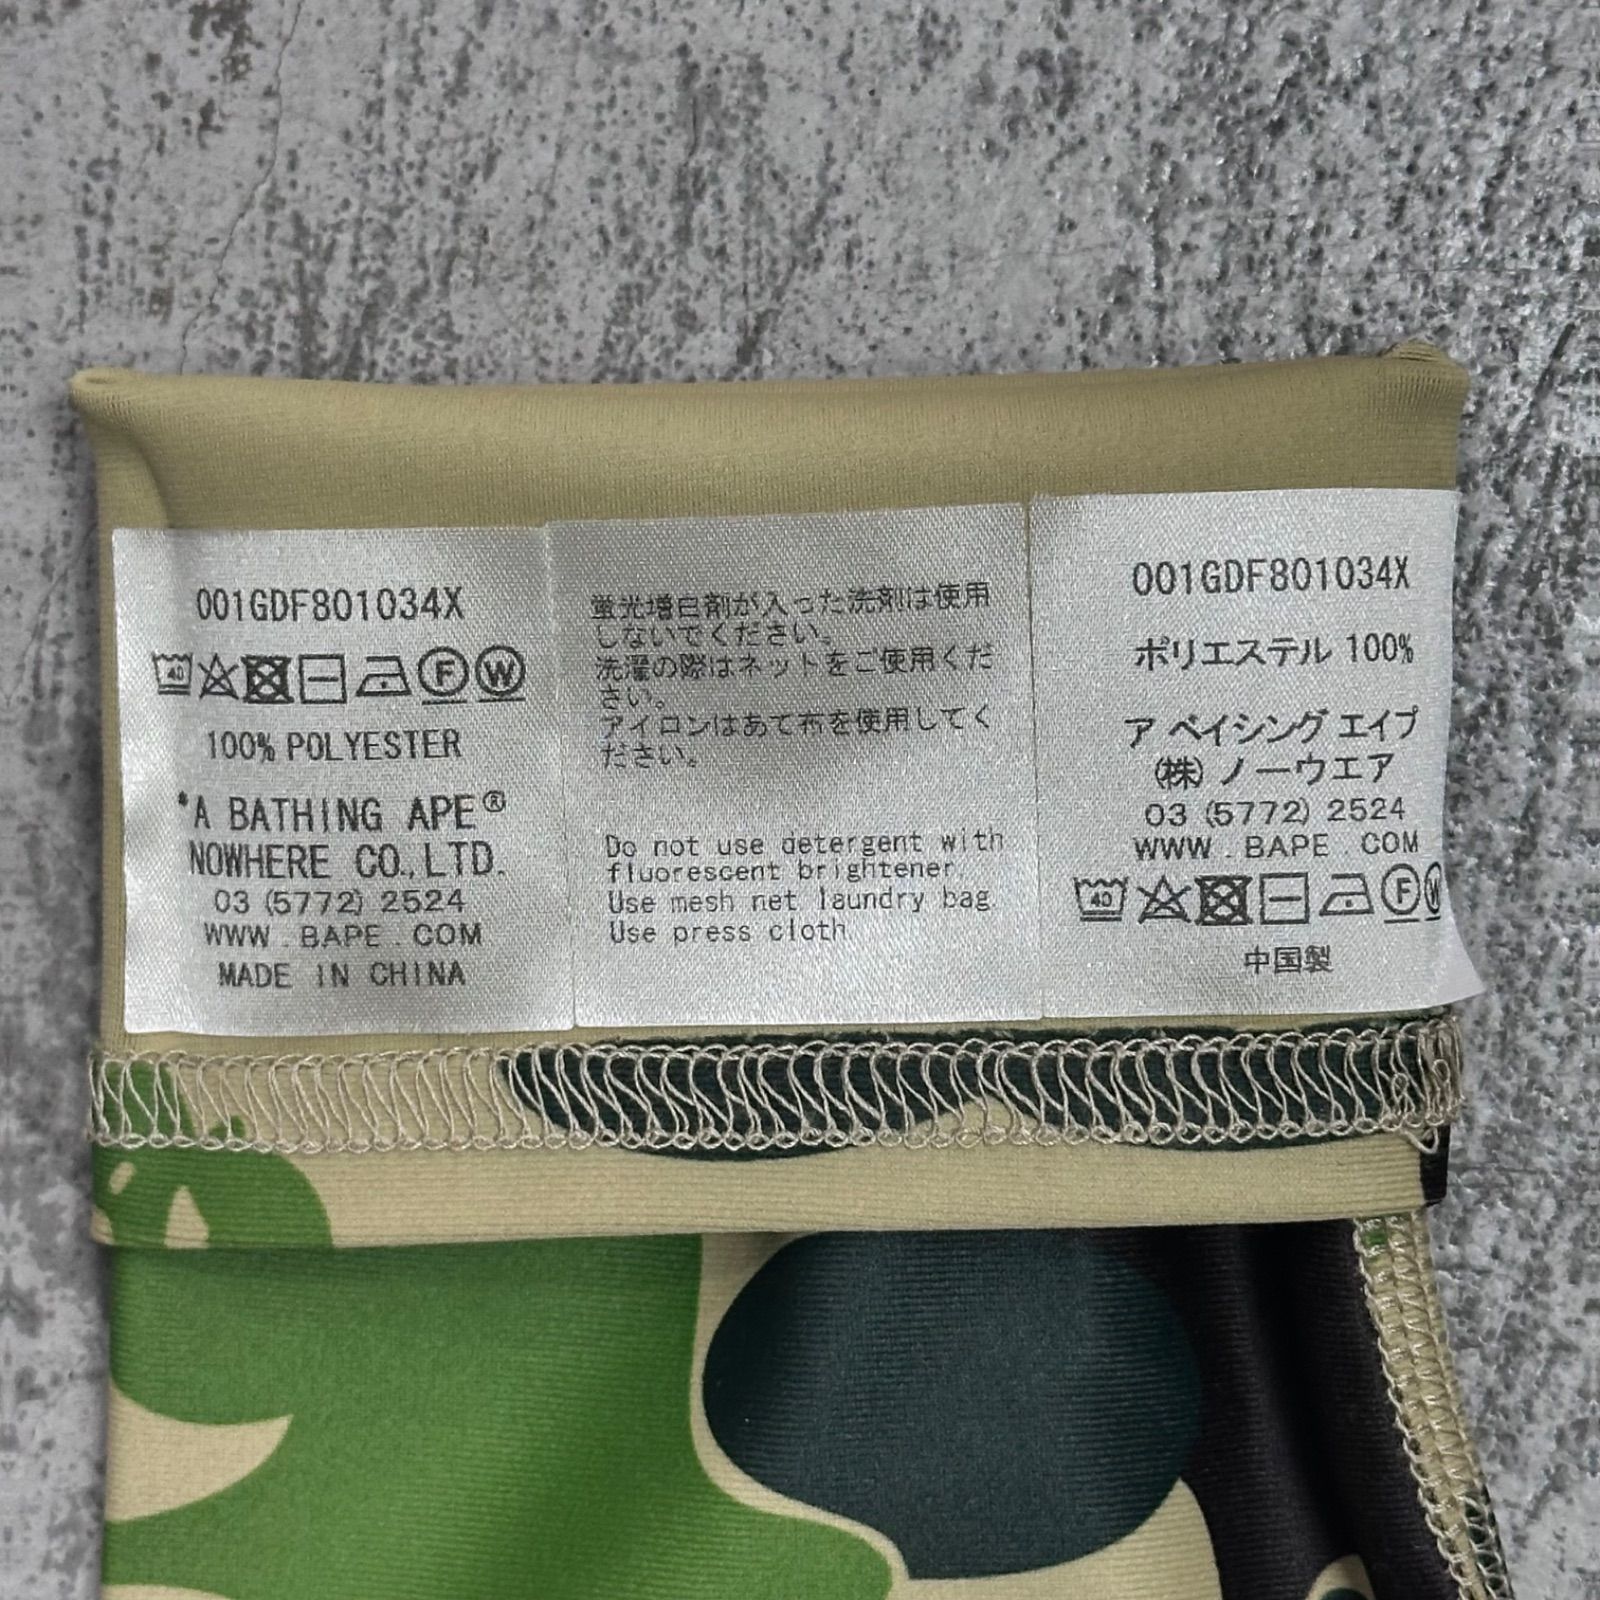 001GDF801034X
40
F W
100% POLYESTER
*A BATHING APE®
NOWHERE CO.,LTD.
03 (5772) 2524
WWW . BAPE . COM
MADE IN CHINA
蛍光増白剤が入った洗剤は使用
しないでください。
洗濯の際はネットをご使用くだ
さい。
アイロンはあて布を使用してく
ださい。
Do not use detergent with
fluorescent brightener.
Use mesh net laundry bag.
Use press cloth
001GDF801034X
ポリエステル 100%
ア ベイシング エイプ
(株) ノーウエア
03 (5772) 2524
WWW . BAPE . COM
40
F W
中国製